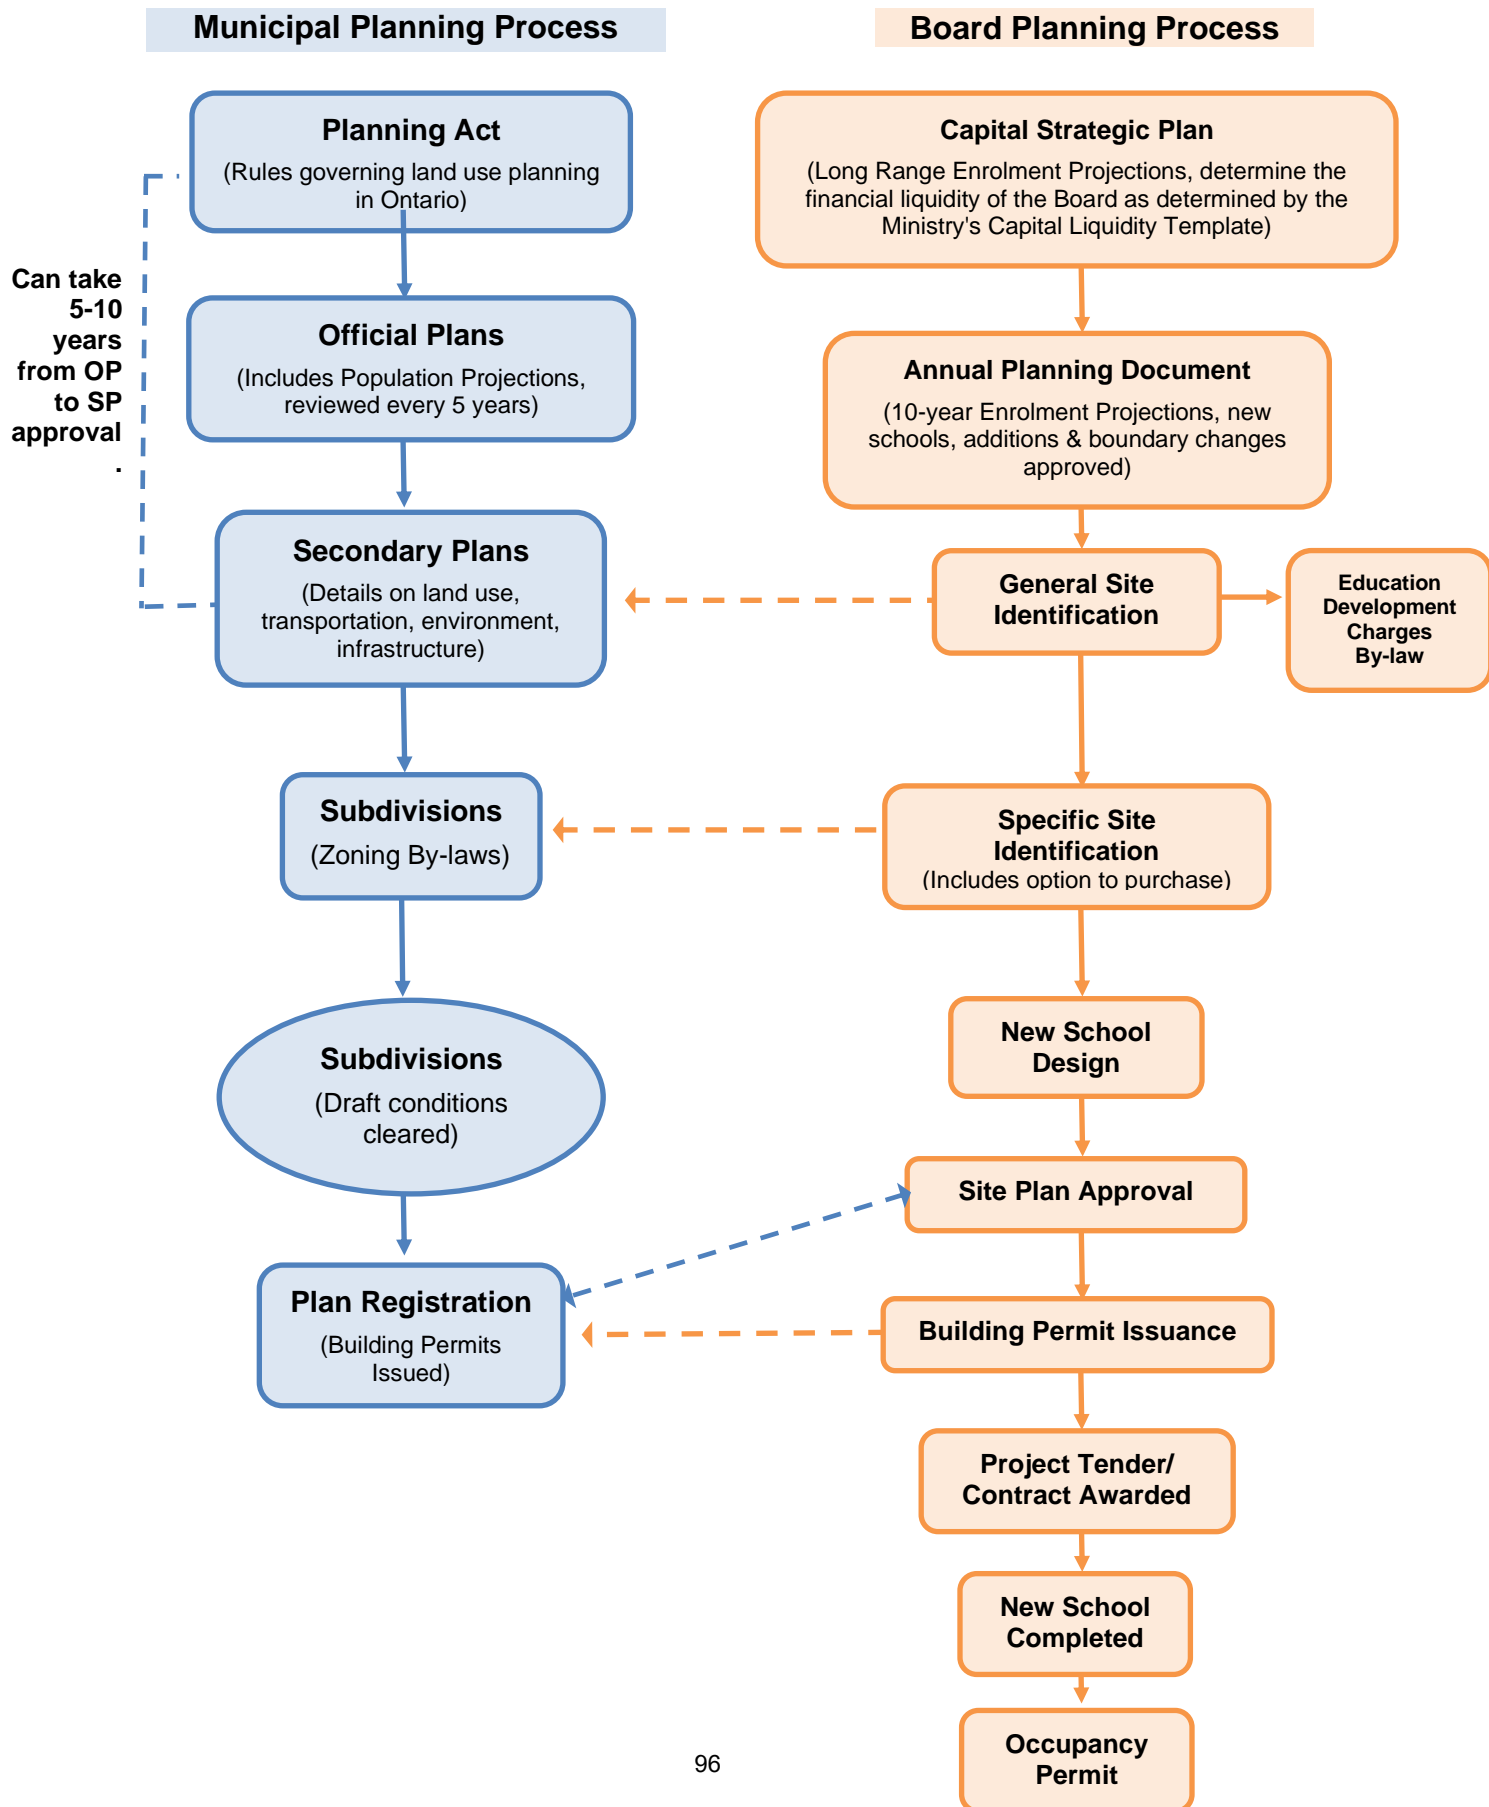 Municipal Planning Process
Board Planning Process
Planning Act
(Rules governing land use planning
in Ontario)
Can take
5-10
years
from OP
to SP
approval
.
Official Plans
(Includes Population Projections,
reviewed every 5 years)
Secondary Plans
(Details on land use,
transportation, environment,
infrastructure)
Subdivisions
(Zoning By-laws)
Subdivisions
(Draft conditions
cleared)
Plan Registration
(Building Permits
Issued)
Capital Strategic Plan
(Long Range Enrolment Projections, determine the
financial liquidity of the Board as determined by the
Ministry's Capital Liquidity Template)
Annual Planning Document
(10-year Enrolment Projections, new
schools, additions & boundary changes
approved)
General Site
Identification
Education
Development
Charges
By-law
Specific Site
Identification
(Includes option to purchase)
New School
Design
Site Plan Approval
Building Permit Issuance
Project Tender/
Contract Awarded
New School
Completed
Occupancy
Permit
96